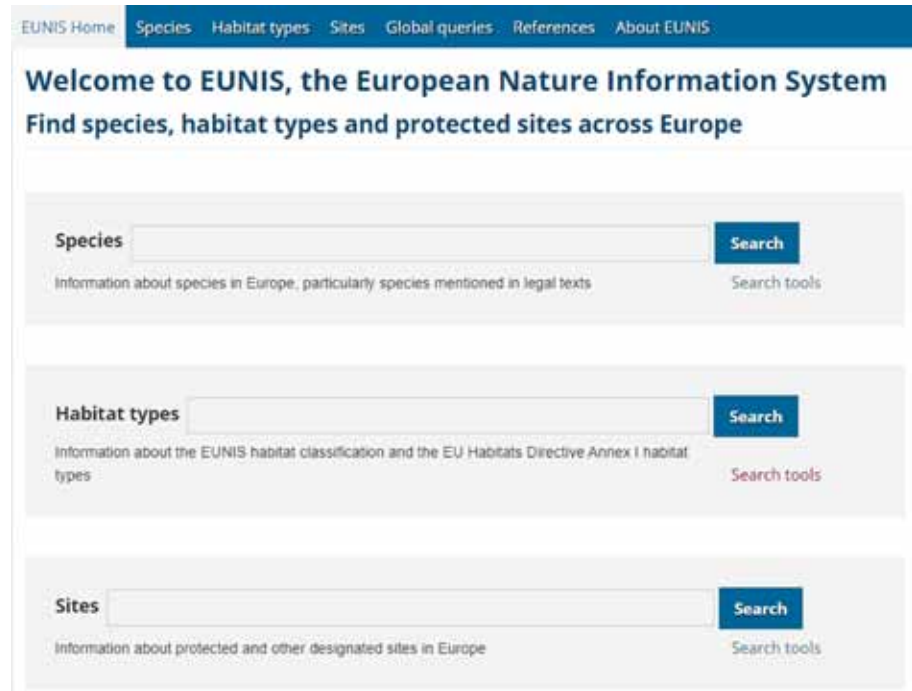 EUNIS Home Species Habitat types Sites Global queries References About EUNIS
Welcome to EUNIS, the European Nature Information System
Find species, habitat types and protected sites across Europe
Species Search
Information about species in Europe, particularly species mentioned in legal texts Search tools
Habitat types Search
Information about the EUNIS habitat classification and the EU Habitats Directive Annex I habitat
types Search tools
Sites Search
Information about protected and other designated sites in Europe Search tools